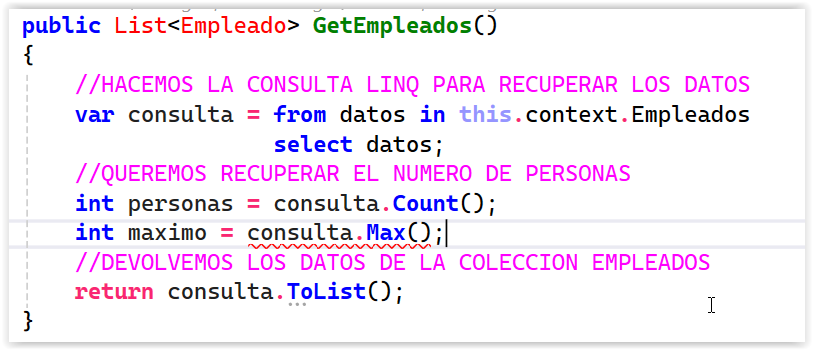 public List<Empleado> GetEmpleados()
{
//HACEMOS LA CONSULTA LINQ PARA RECUPERAR LOS DATOS
var consulta = from datos in this.context.Empleados
select datos;
//QUEREMOS RECUPERAR EL NUMERO DE PERSONAS
int personas = consulta.Count();
int maximo = consulta.Max();
//DEVOLVEMOS LOS DATOS DE LA COLECCION EMPLEADOS
return consulta.ToList();
}